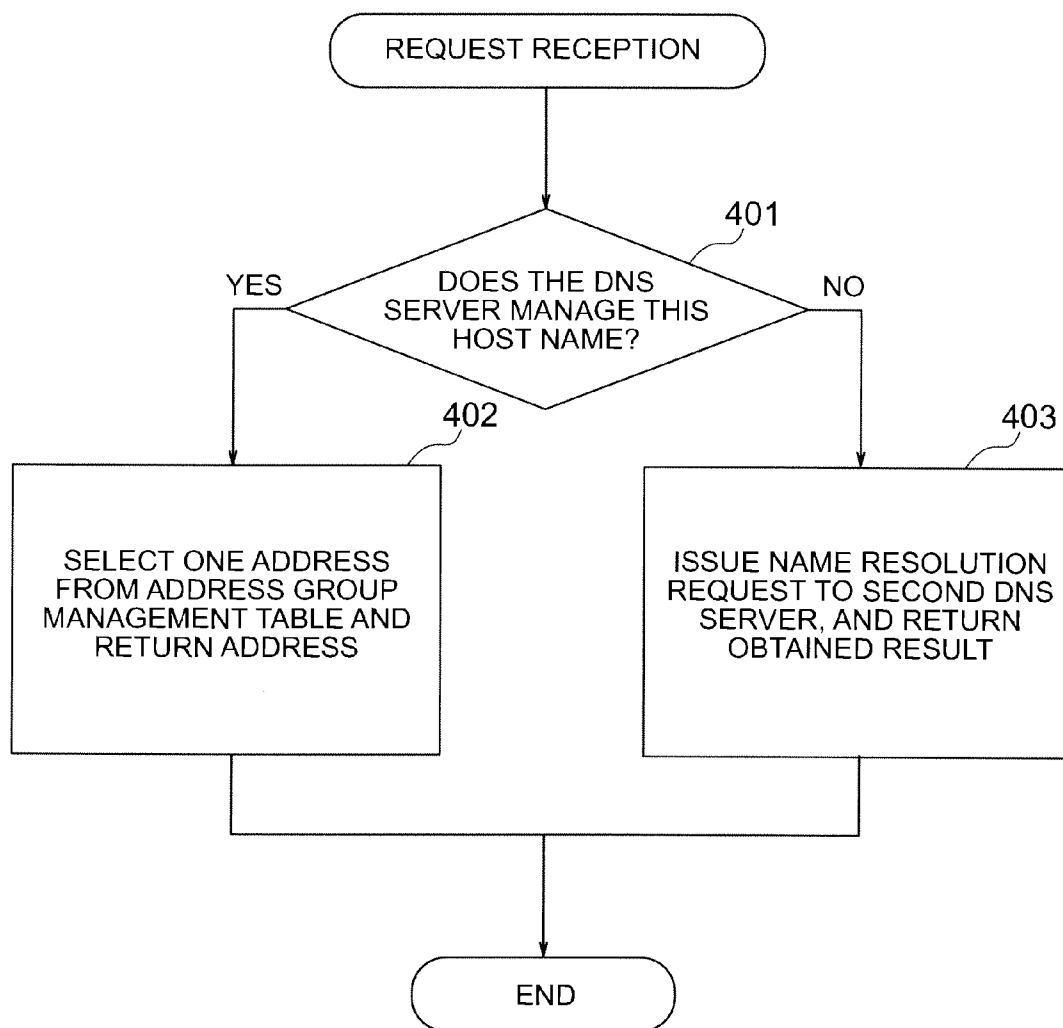 REQUEST RECEPTION
401
DOES THE DNS
SERVER MANAGE THIS
HOST NAME?
YES
NO
402
SELECT ONE ADDRESS
FROM ADDRESS GROUP
MANAGEMENT TABLE AND
RETURN ADDRESS
403
ISSUE NAME RESOLUTION
REQUEST TO SECOND DNS
SERVER, AND RETURN
OBTAINED RESULT
END